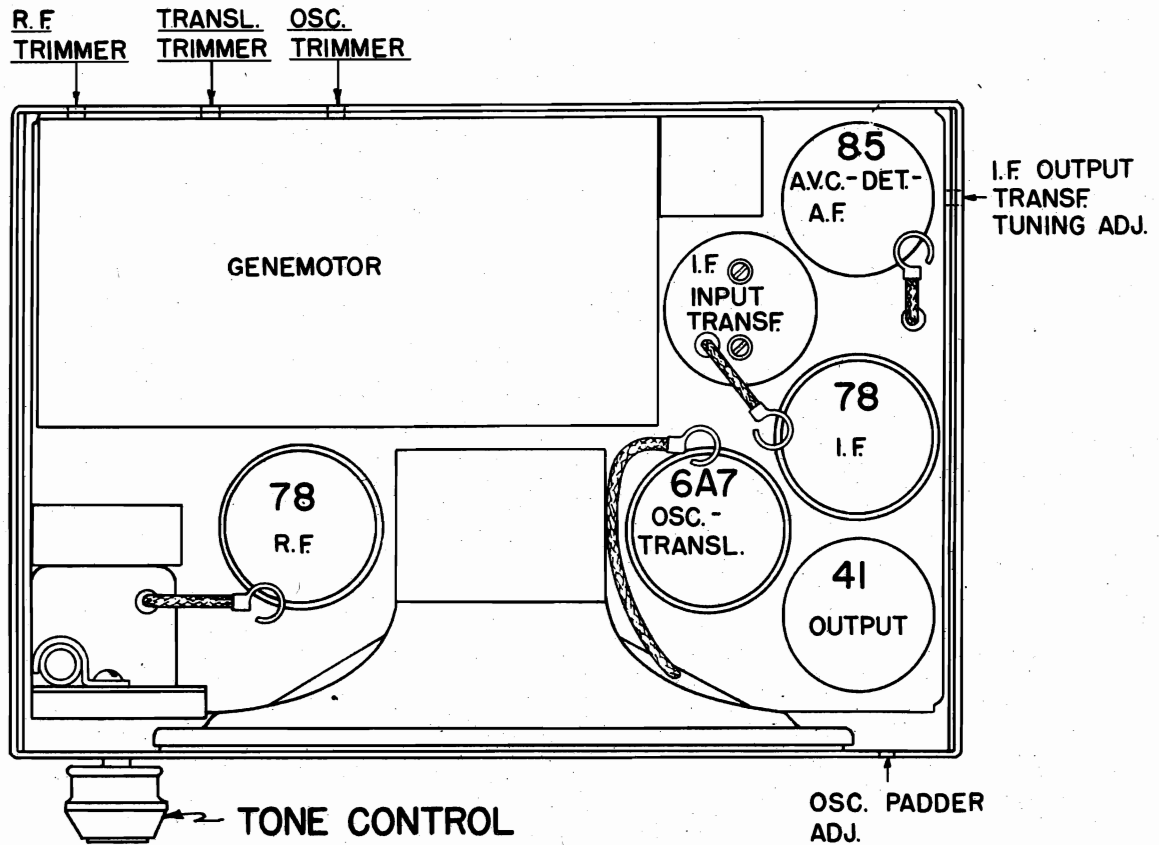 R.F.
TRIMMER
TRANSL.
TRIMMER
OSC.
TRIMMER
85
A.V.C.-DET.-
A.F.
I.F. OUTPUT
TRANSF.
TUNING ADJ.
GENEMOTOR
I.F.
INPUT
TRANSF.
78
I.F.
78
R.F.
6A7
OSC.-
TRANSL.
41
OUTPUT
TONE CONTROL
OSC. PADDER
ADJ.